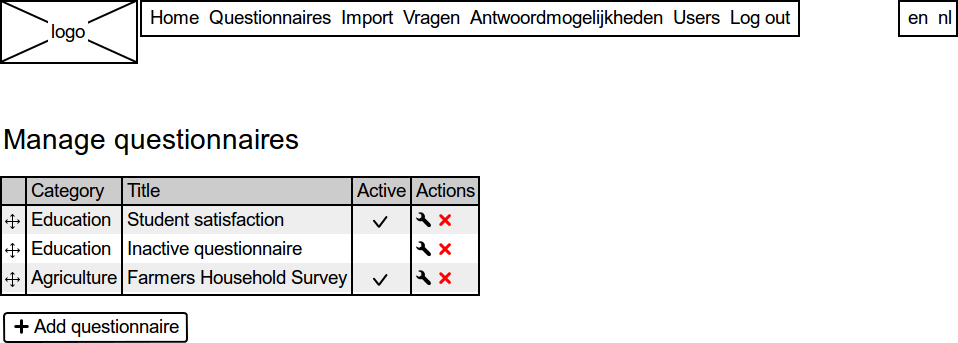 logo
Home Questionnaires Import Vragen Antwoordmogelijkheden Users Log out
en nl
Manage questionnaires
Category Title Active Actions
Education Student satisfaction
Education Inactive questionnaire
Agriculture Farmers Household Survey
Add questionnaire